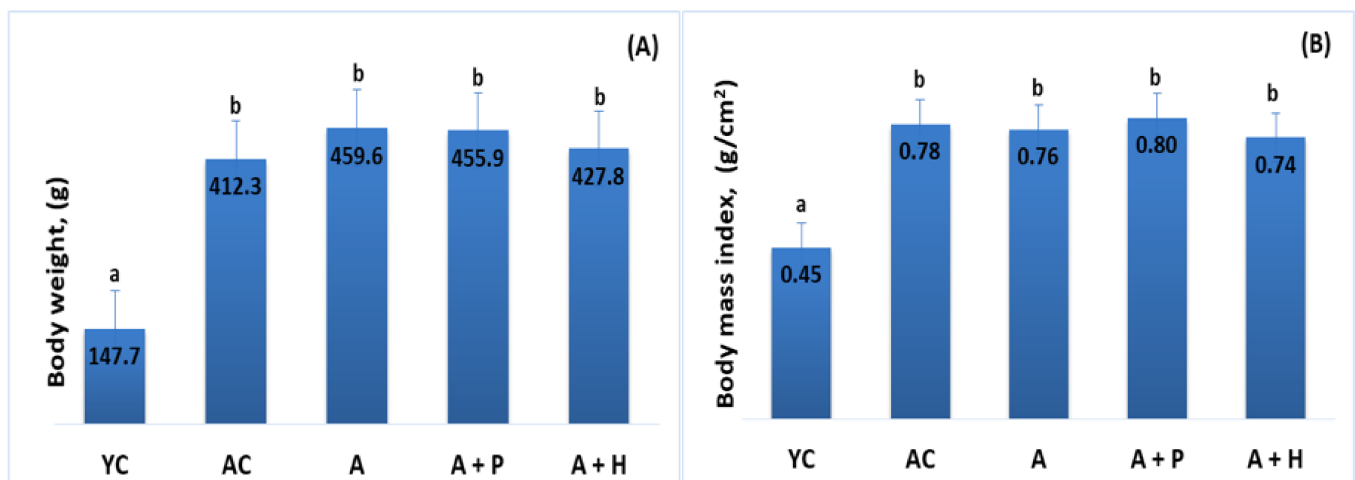 (A)
Body weight, (g)
a
b
b
b
b
147.7
412.3
459.6
455.9
427.8
YC
AC
A
A + P
A + H
(B)
Body mass index, (g/cm²)
a
b
b
b
b
0.45
0.78
0.76
0.80
0.74
YC
AC
A
A + P
A + H